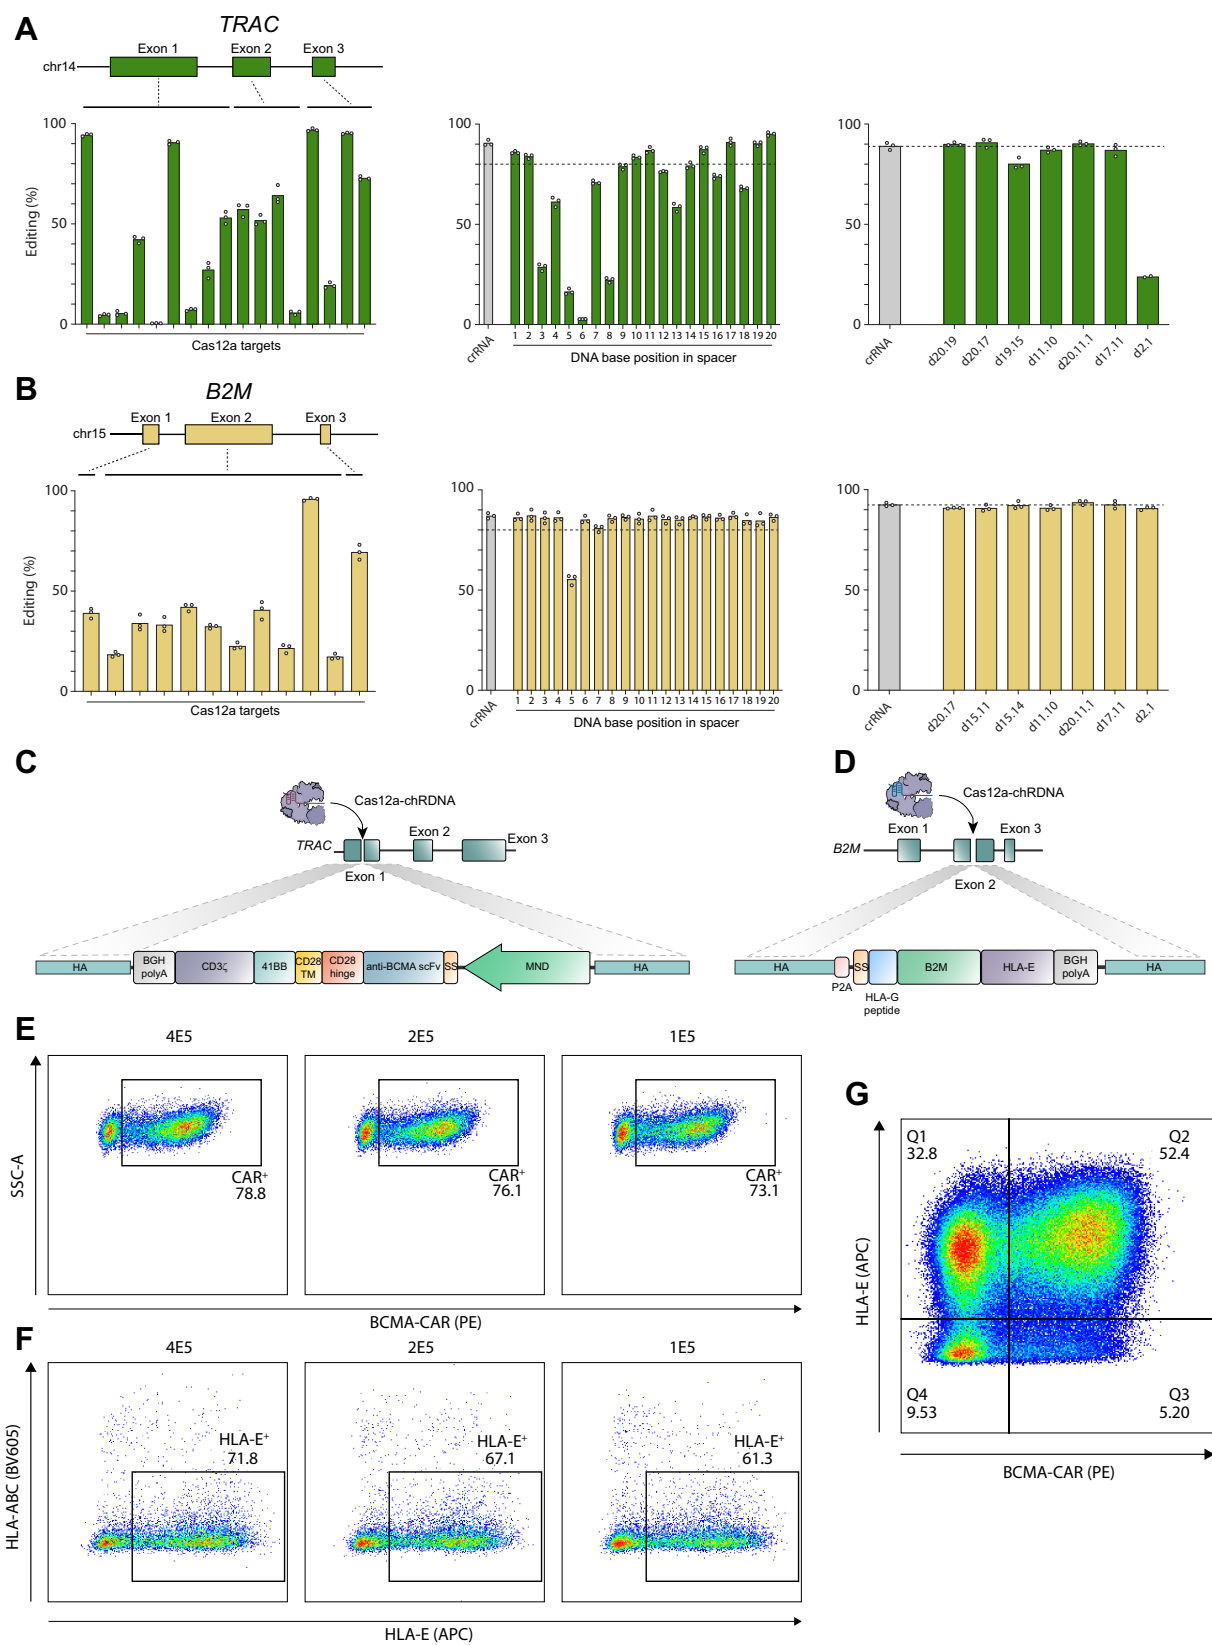 A
TRAC
Exon 1
Exon 2
Exon 3
chr14
100
50
0
Editing (%)
Cas12a targets
100
50
0
crRNA
1 2 3 4 5 6 7 8 9 10 11 12 13 14 15 16 17 18 19 20
DNA base position in spacer
100
50
0
crRNA
d20.19
d20.17
d19.15
d11.10
d20.11.1
d17.11
d2.1
B
B2M
Exon 1
Exon 2
Exon 3
chr15
100
50
0
Editing (%)
Cas12a targets
100
50
0
crRNA
1 2 3 4 5 6 7 8 9 10 11 12 13 14 15 16 17 18 19 20
DNA base position in spacer
100
50
0
crRNA
d20.17
d15.11
d15.14
d11.10
d20.11.1
d17.11
d2.1
C
Cas12a-chRDNA
TRAC
Exon 1
Exon 2
Exon 3
HA
BGH
polyA
CD3ζ
41BB
CD28
TM
CD28
hinge
anti-BCMA scFv
SS
MND
HA
D
Cas12a-chRDNA
Exon 1
Exon 3
B2M
Exon 2
HA
P2A
SS
HLA-G
peptide
B2M
HLA-E
BGH
polyA
HA
E
4E5
2E5
1E5
SSC-A
CAR+
78.8
CAR+
76.1
CAR+
73.1
BCMA-CAR (PE)
F
4E5
2E5
1E5
HLA-ABC (BV605)
HLA-E+
71.8
HLA-E+
67.1
HLA-E+
61.3
HLA-E (APC)
G
Q1
32.8
Q2
52.4
HLA-E (APC)
Q4
9.53
Q3
5.20
BCMA-CAR (PE)